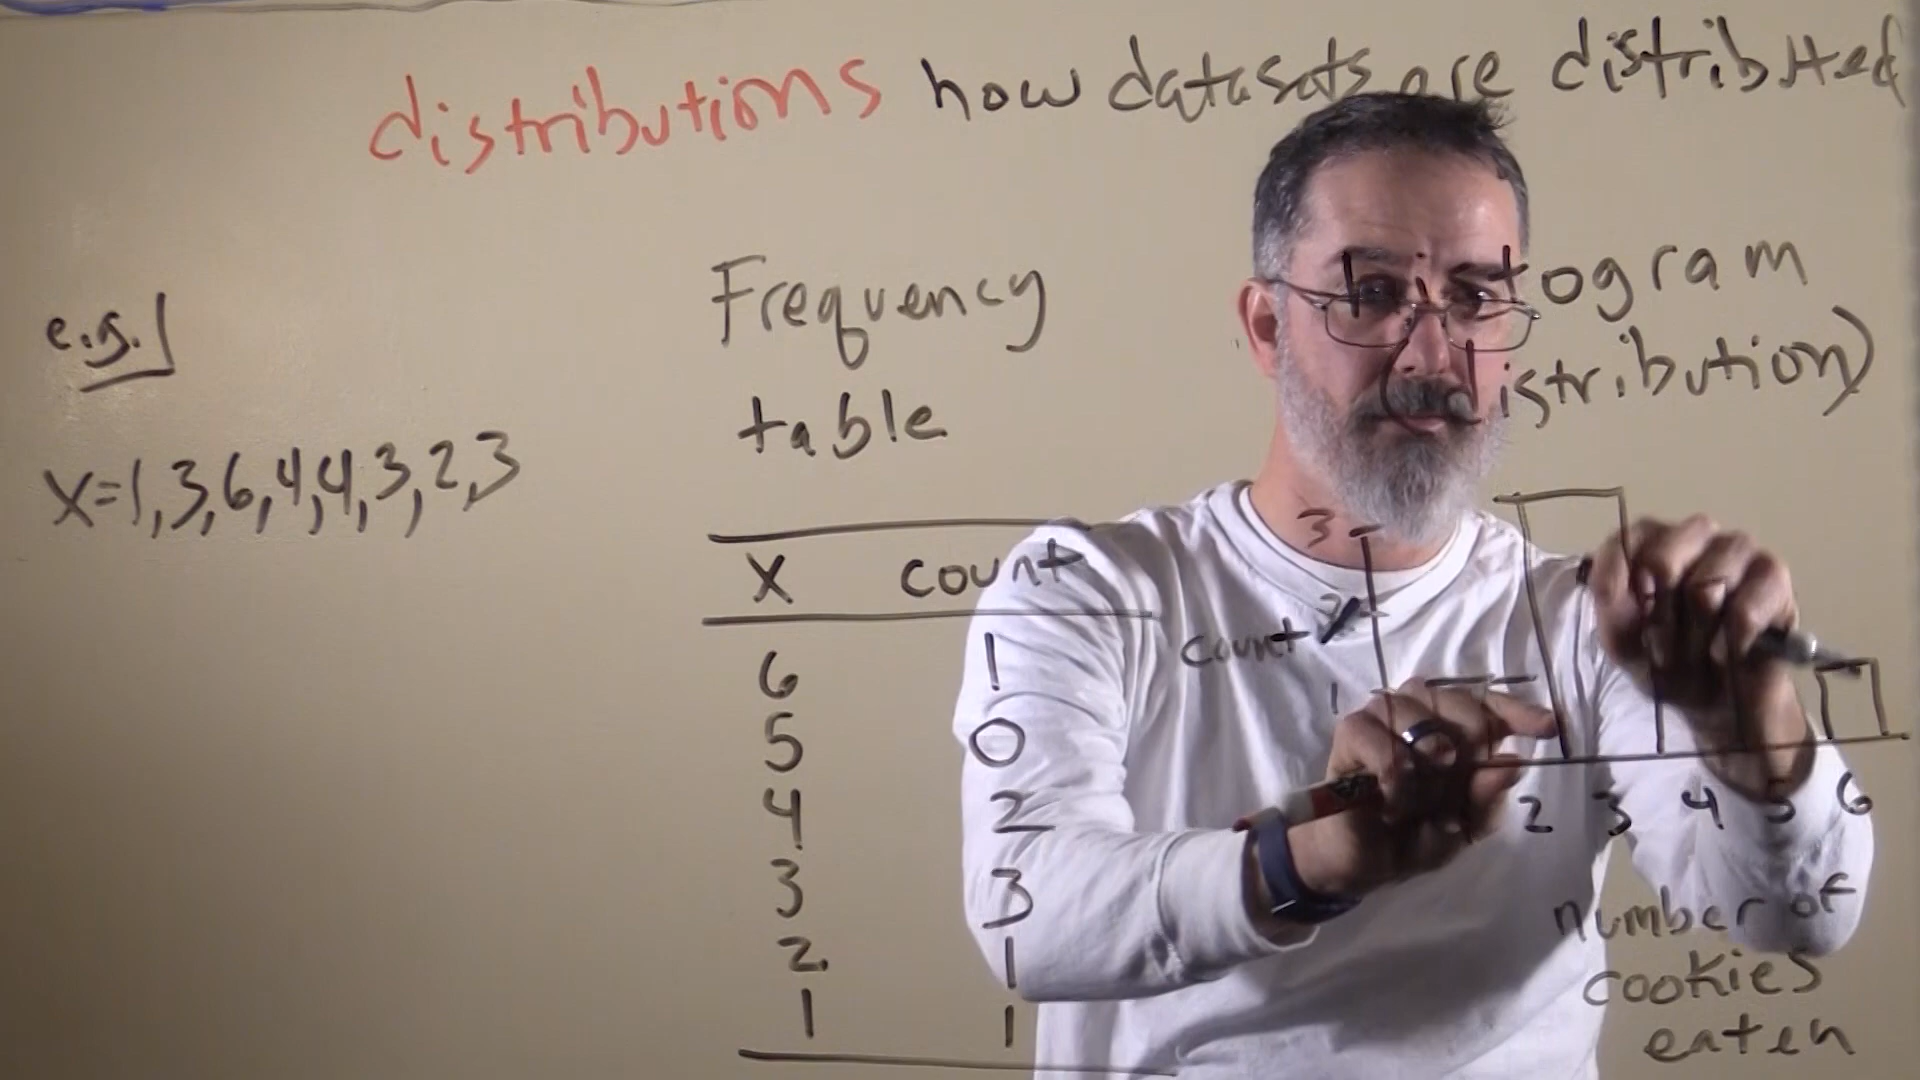 distributions how datasets are distributed
e.g.
X=1,3,6,4,4,3,2,3
Frequency
table
histogram
(distribution)
X count
6 1
5 0
4 2
3 3
2 1
1 1
3
2
count
1
2 3 4 5 6
number of
cookies
eaten